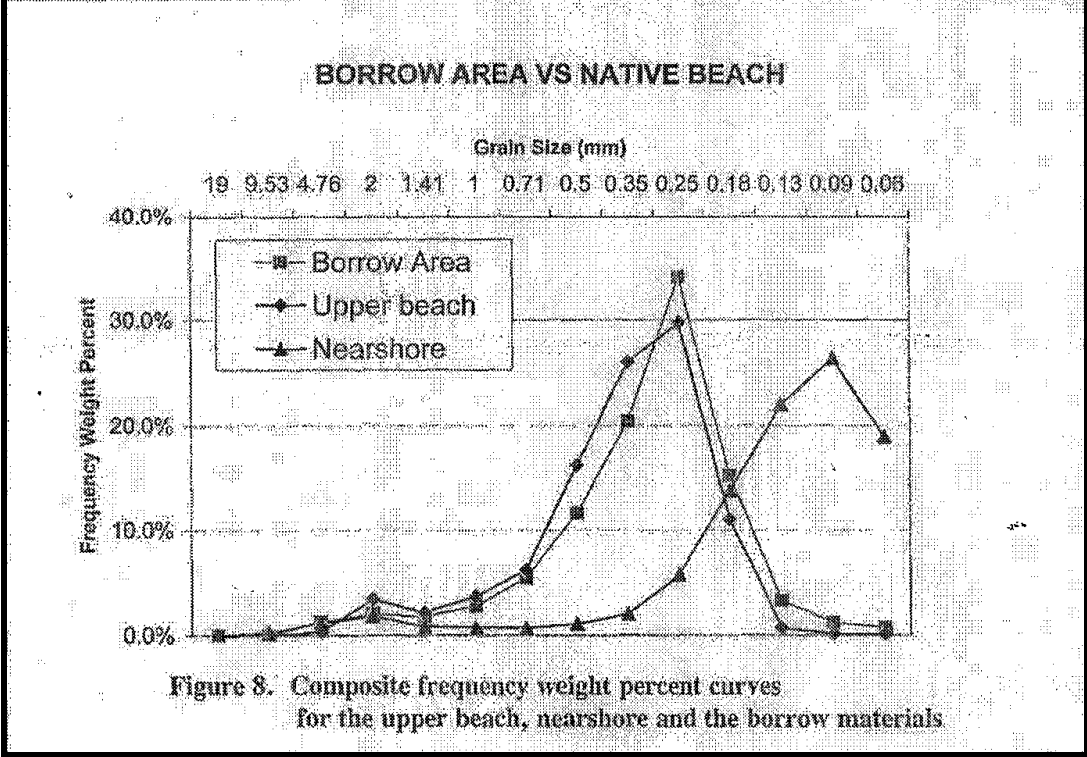 BORROW AREA VS NATIVE BEACH
Grain Size (mm)
19 9.53 4.76 2 1.41 1 0.71 0.5 0.35 0.25 0.18 0.13 0.09 0.06
40.0%
30.0%
20.0%
10.0%
0.0%
Frequency Weight Percent
Borrow Area
Upper beach
Nearshore
Figure 8. Composite frequency weight percent curves
for the upper beach, nearshore and the borrow materials